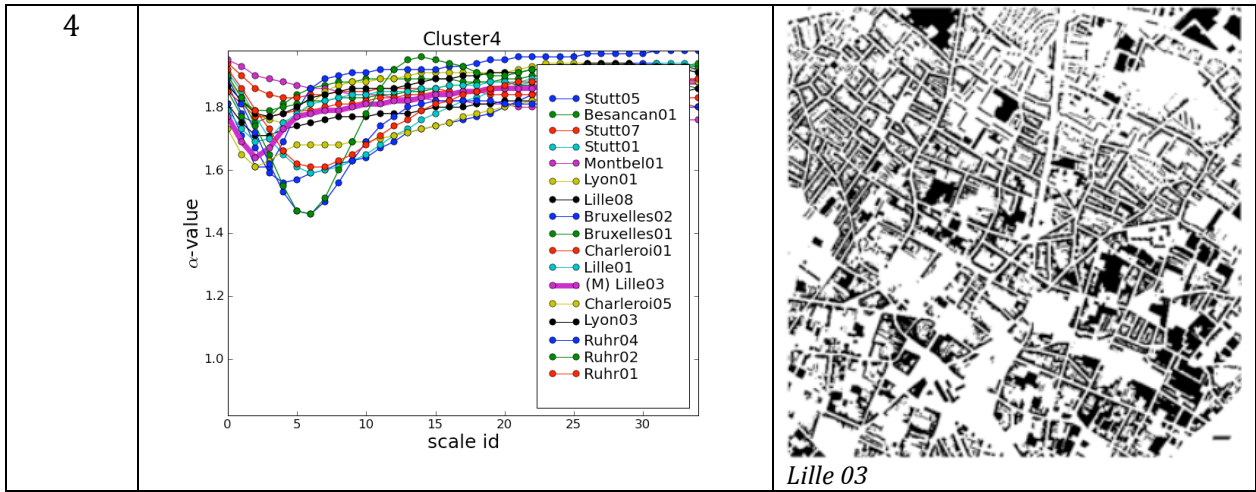 4
Cluster4
α-value
1.8
1.6
1.4
1.2
1.0
Stutt05
Besancan01
Stutt07
Stutt01
Montbel01
Lyon01
Lille08
Bruxelles02
Bruxelles01
Charleroi01
Lille01
(M) Lille03
Charleroi05
Lyon03
Ruhr04
Ruhr02
Ruhr01
0 5 10 15 20 25 30
scale id
Lille 03